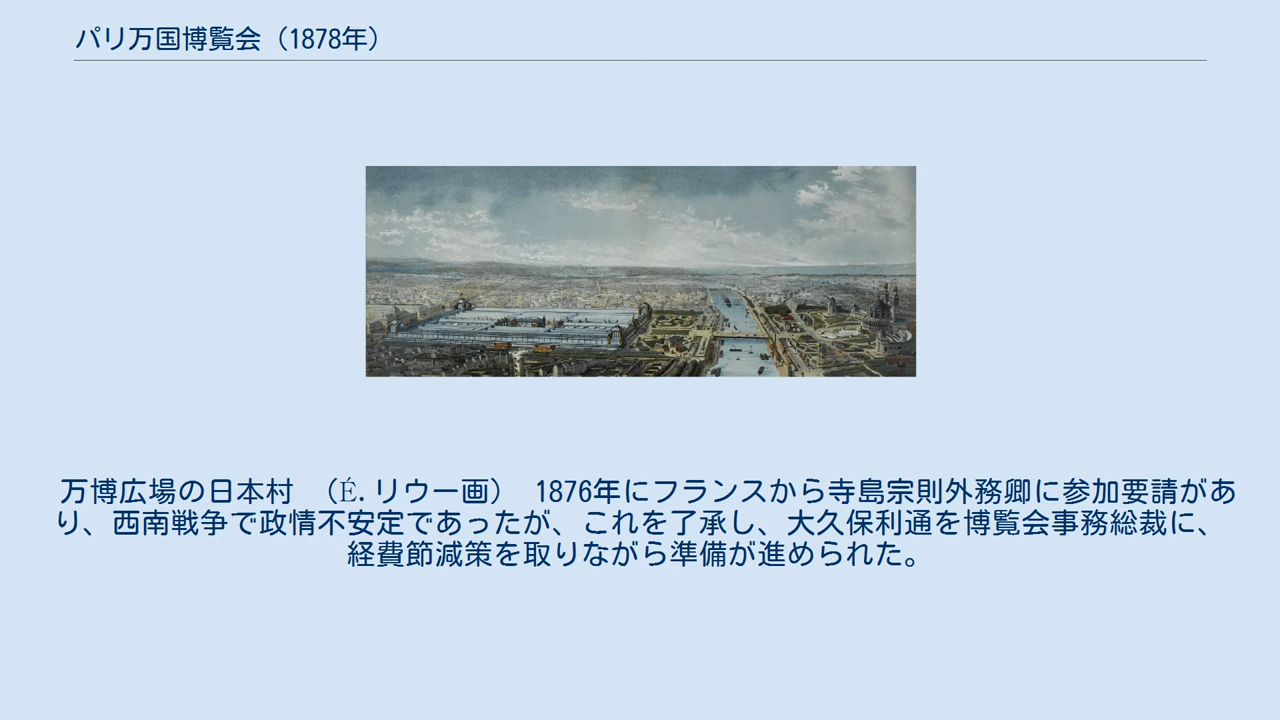 パリ万国博覧会（1878年）
万博広場の日本村　（É. リウー画）　1876年にフランスから寺島宗則外務卿に参加要請があ
り、西南戦争で政情不安定であったが、これを了承し、大久保利通を博覧会事務総裁に、
経費節減策を取りながら準備が進められた。